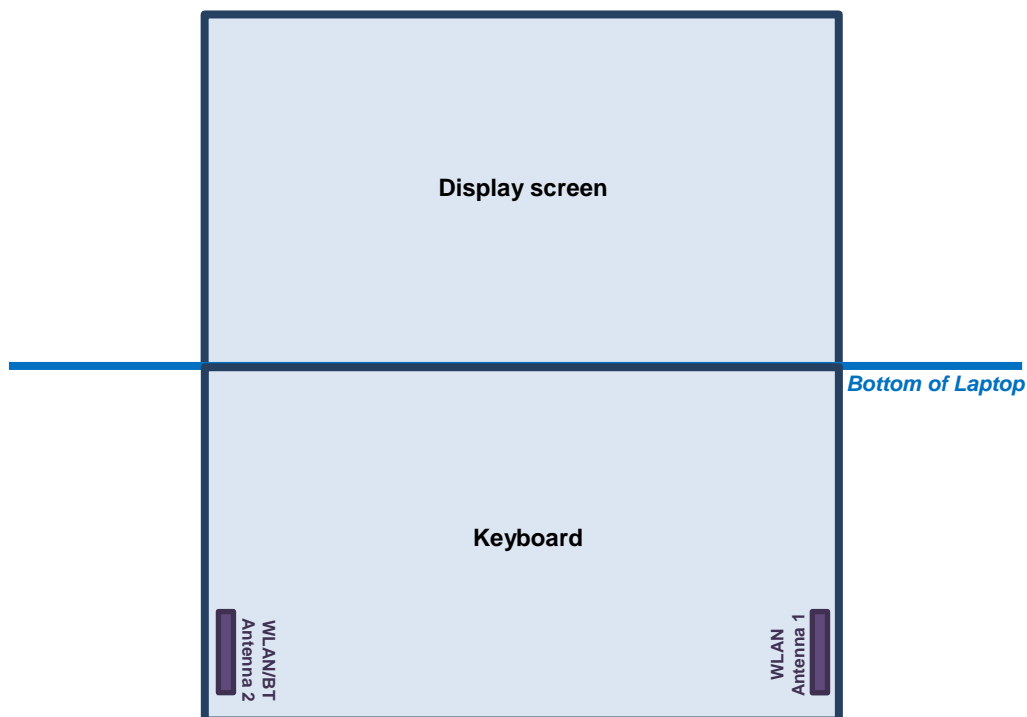 Display screen
Bottom of Laptop
Keyboard
WLAN/BT
Antenna 2
WLAN
Antenna 1